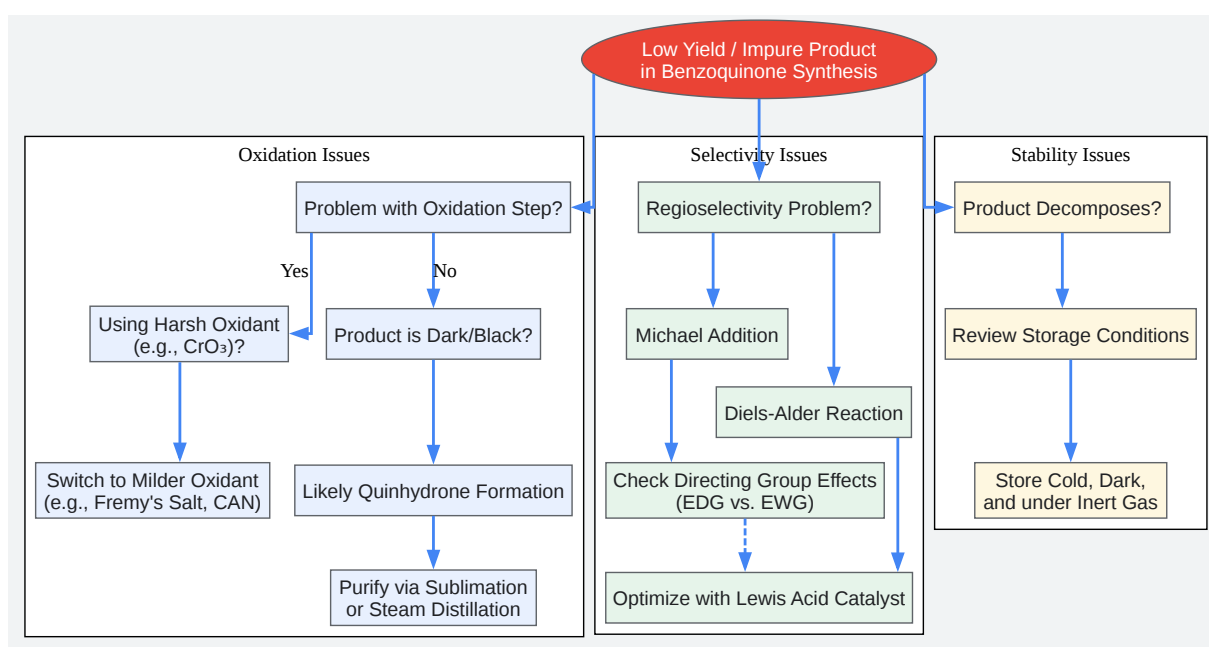 Low Yield / Impure Product
in Benzoquinone Synthesis
Oxidation Issues
Problem with Oxidation Step?
Yes
No
Using Harsh Oxidant
(e.g., CrO₃)?
Product is Dark/Black?
Switch to Milder Oxidant
(e.g., Fremy's Salt, CAN)
Likely Quinhydrone Formation
Purify via Sublimation
or Steam Distillation
Selectivity Issues
Regioselectivity Problem?
Michael Addition
Diels-Alder Reaction
Check Directing Group Effects
(EDG vs. EWG)
Optimize with Lewis Acid Catalyst
Stability Issues
Product Decomposes?
Review Storage Conditions
Store Cold, Dark,
and under Inert Gas